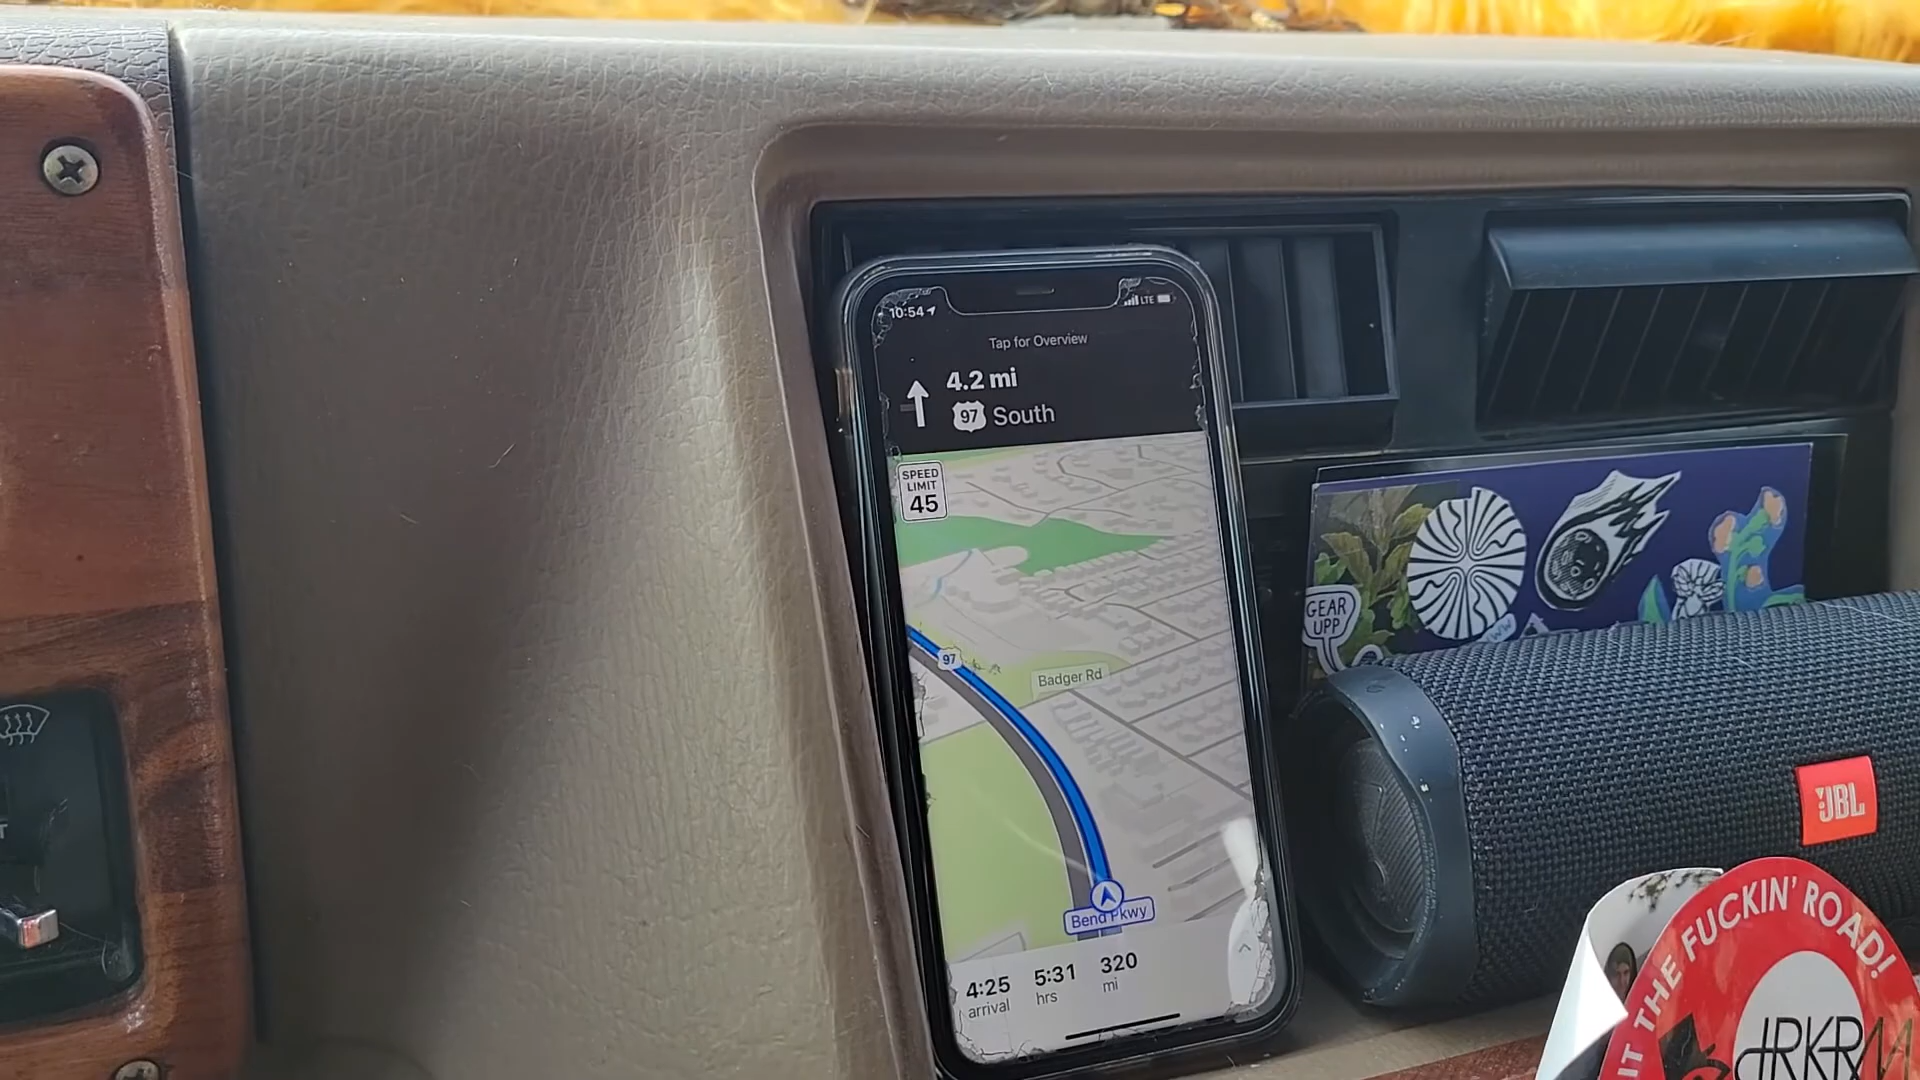 10:54
LTE
Tap for Overview
4.2 mi
97 South
SPEED
LIMIT
45
97
Badger Rd
Bend Pkwy
4:25 5:31 320
arrival hrs mi
GEAR
UPP
JBL
IT THE FUCKIN' ROAD!